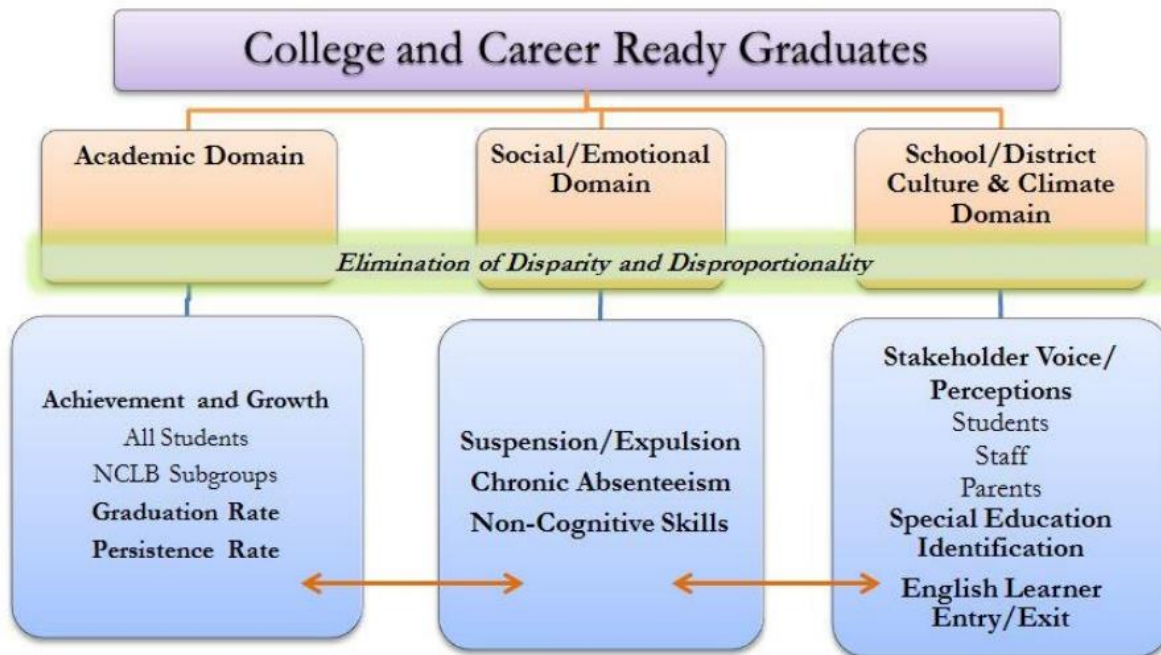 College and Career Ready Graduates
Academic Domain
Social/Emotional
Domain
School/District
Culture & Climate
Domain
Elimination of Disparity and Disproportionality
Achievement and Growth
All Students
NCLB Subgroups
Graduation Rate
Persistence Rate
Suspension/Expulsion
Chronic Absenteeism
Non-Cognitive Skills
Stakeholder Voice/
Perceptions
Students
Staff
Parents
Special Education
Identification
English Learner
Entry/Exit